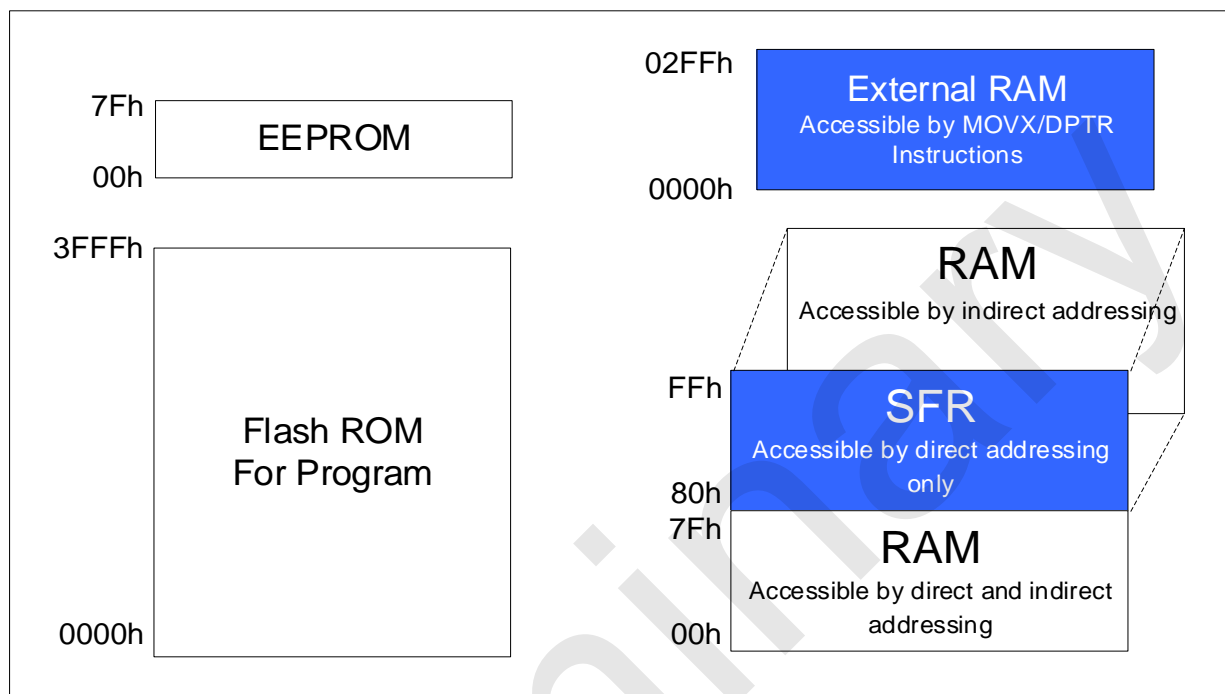 7Fh
EEPROM
00h
3FFFh
Flash ROM
For Program
0000h
02FFh
External RAM
Accessible by MOVX/DPTR
Instructions
0000h
RAM
Accessible by indirect addressing
FFh
SFR
Accessible by direct addressing
only
80h
7Fh
RAM
Accessible by direct and indirect
addressing
00h
inary